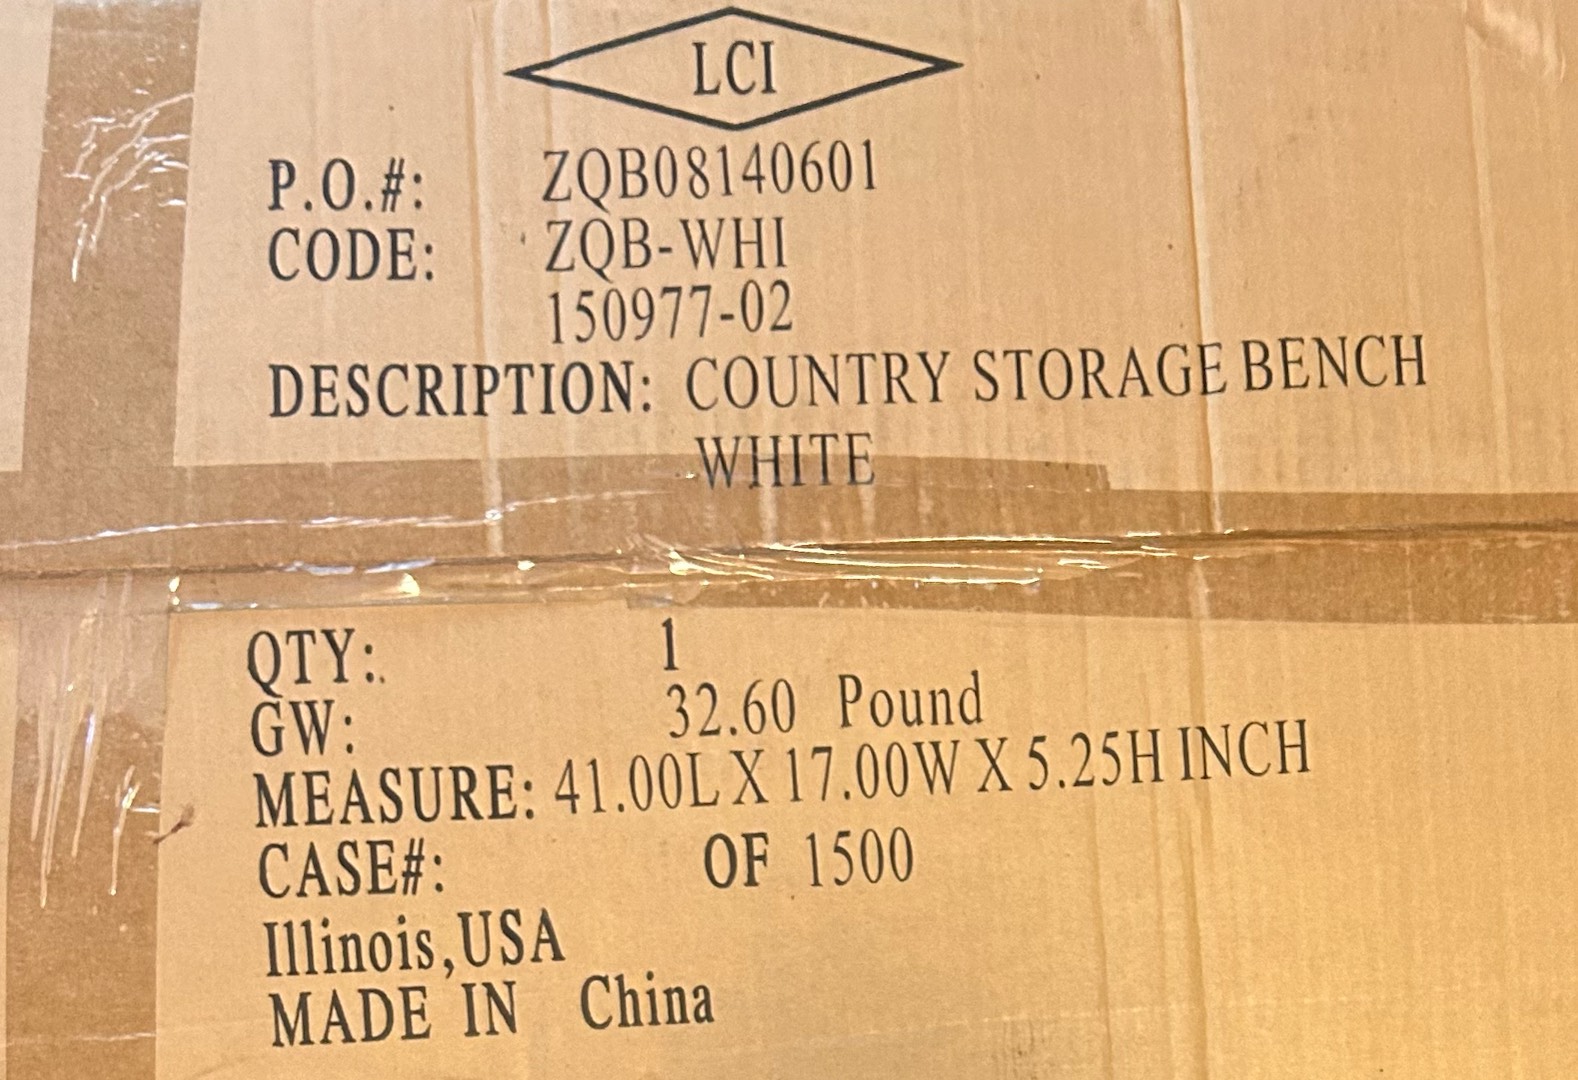 LCI
P.O.#: ZQB08140601
CODE: ZQB-WHI
150977-02
DESCRIPTION: COUNTRY STORAGE BENCH
WHITE
QTY: 1
GW: 32.60 Pound
MEASURE: 41.00L X 17.00W X 5.25H INCH
CASE#: OF 1500
Illinois,USA
MADE IN China